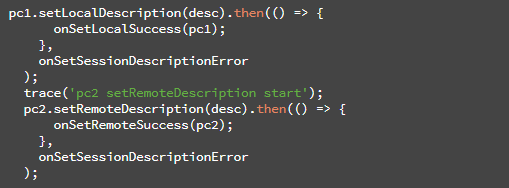 pc1.setLocalDescription(desc).then(() => {
      onSetLocalSuccess(pc1);
    },
    onSetSessionDescriptionError
  );
  trace('pc2 setRemoteDescription start');
  pc2.setRemoteDescription(desc).then(() => {
      onSetRemoteSuccess(pc2);
    },
    onSetSessionDescriptionError
  );